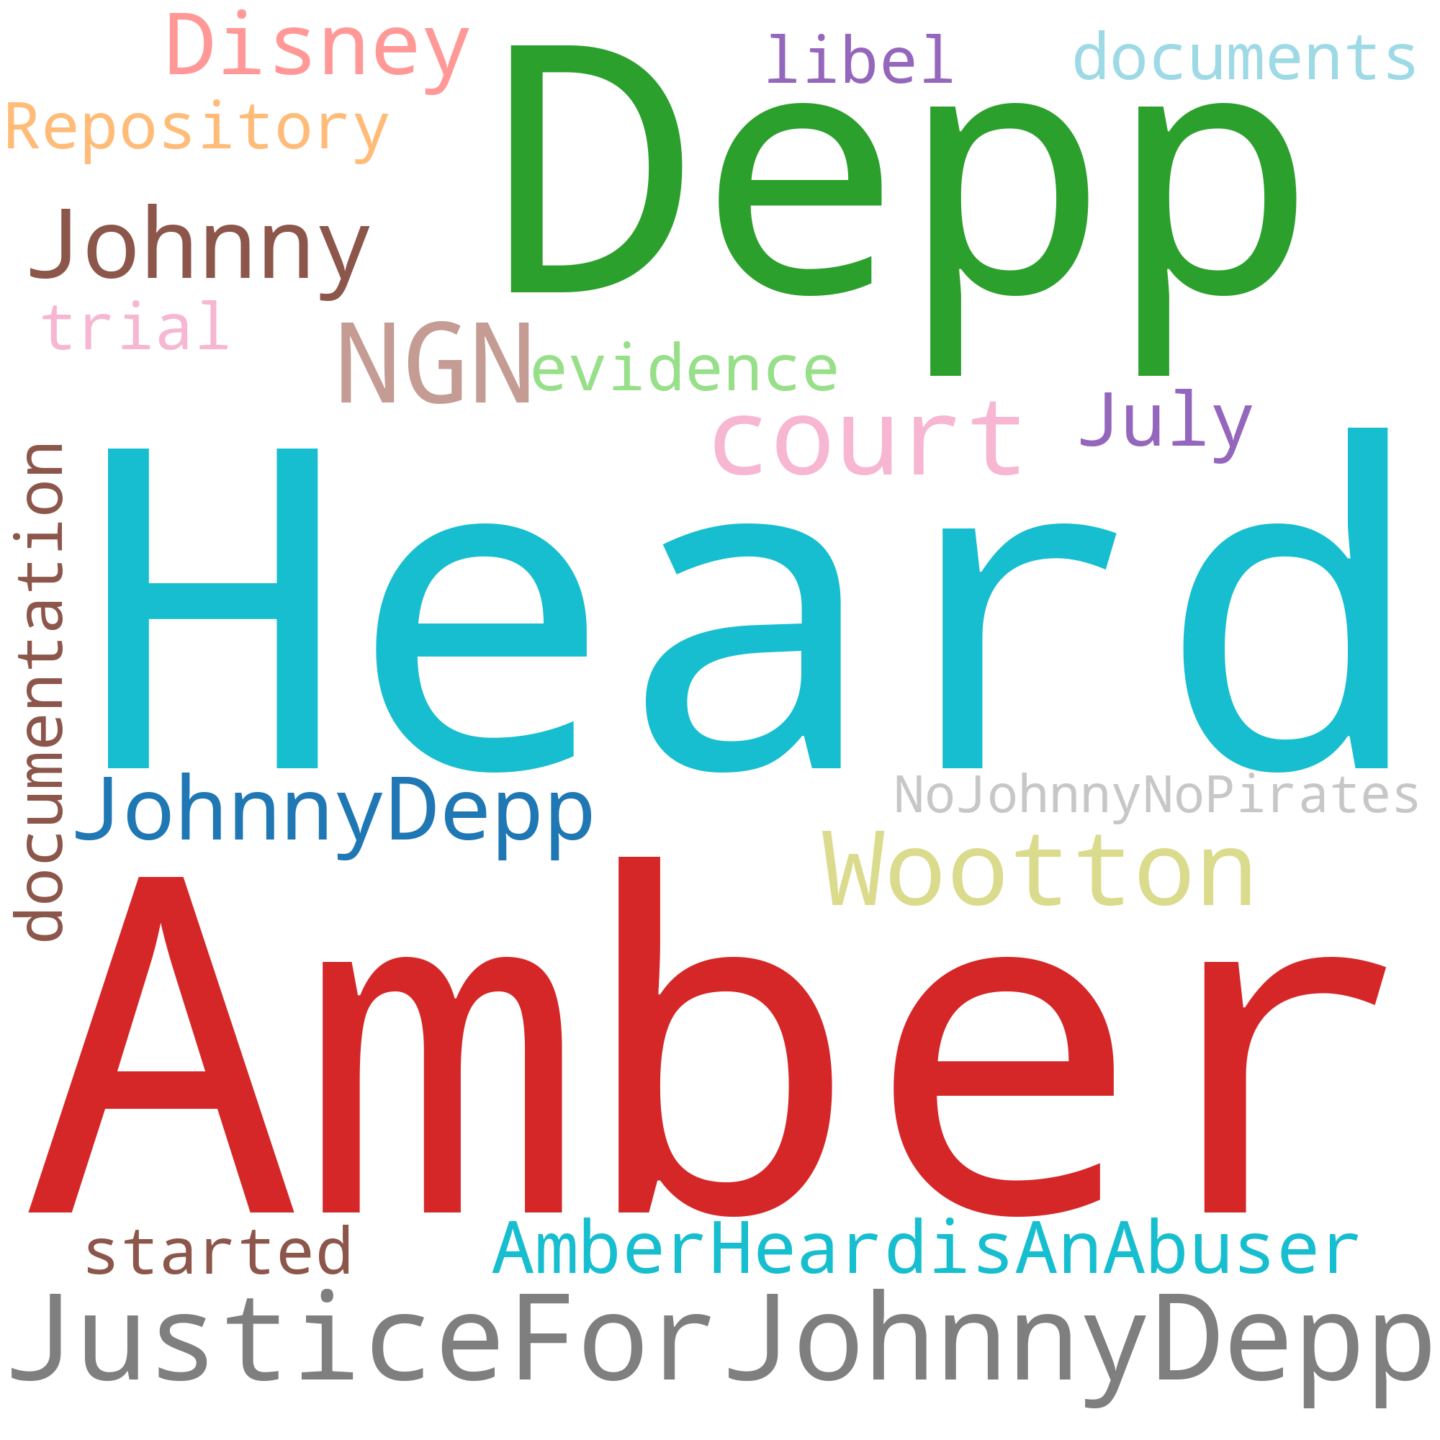 Disney
libel
documents
Depp
Repository
Johnny
trial
NGN
evidence
court
July
Heard
documentation
JohnnyDepp
NoJohnnyNoPirates
Wootton
Amber
started
AmberHeardisAnAbuser
JusticeForJohnnyDepp